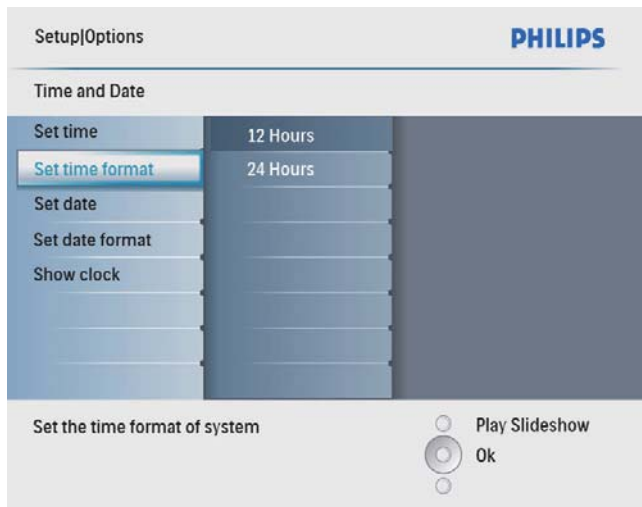 Setup|Options
PHILIPS
Time and Date
Set time
12 Hours
Set time format
24 Hours
Set date
Set date format
Show clock
Set the time format of system
Play Slideshow
Ok